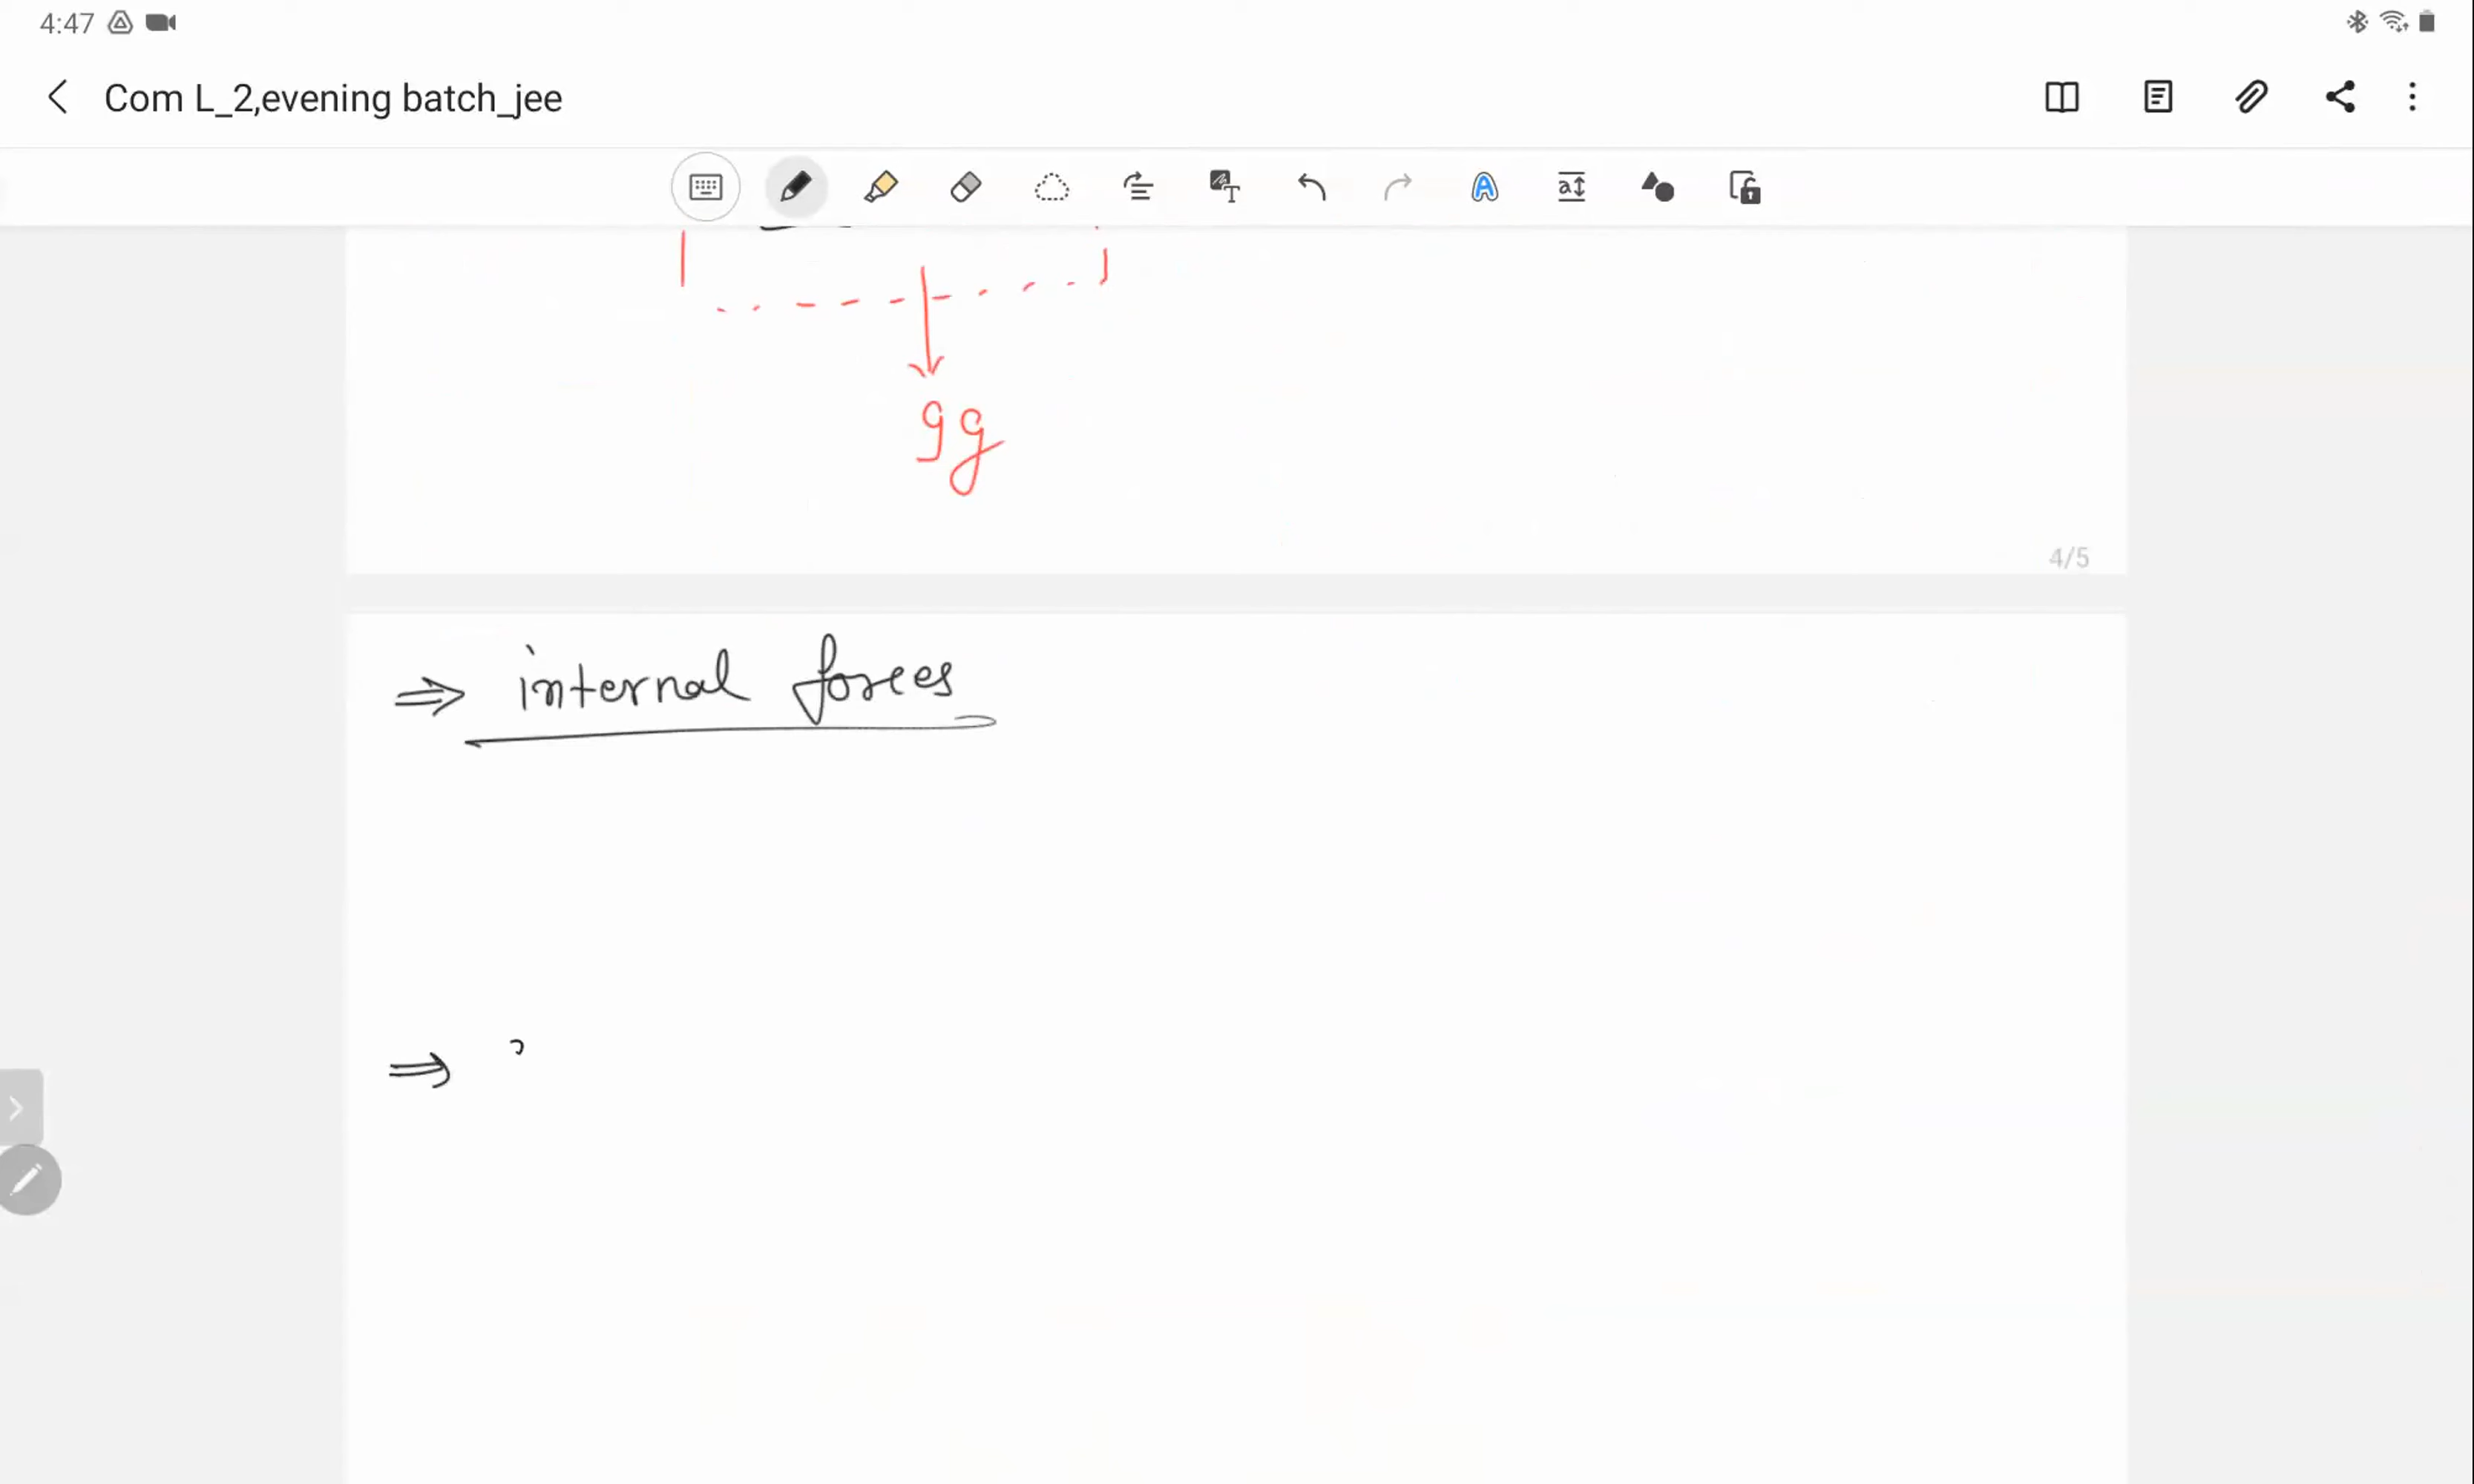 4:47
Com L_2,evening batch_jee
9g
4/5
⇒ internal forces
⇒